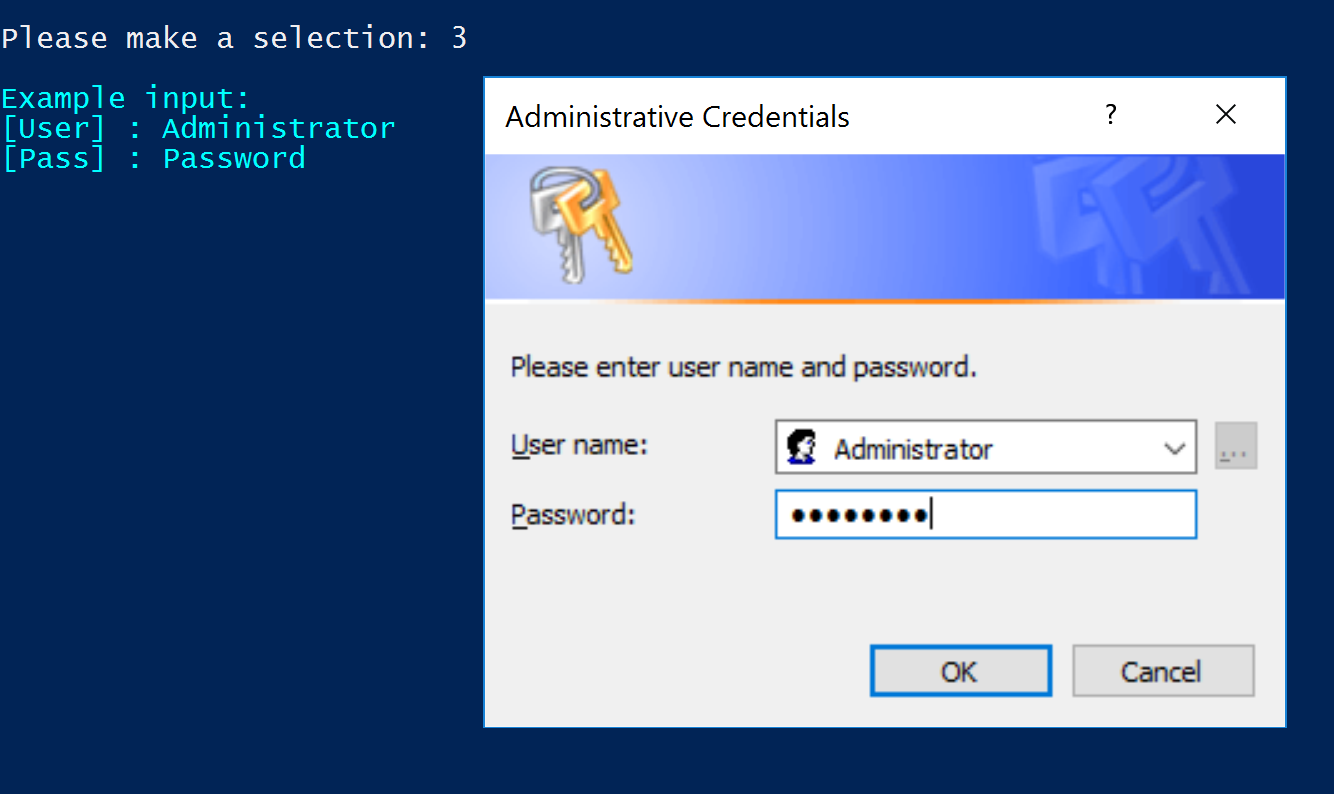 Please make a selection: 3
Example input:
[User] : Administrator
[Pass] : Password
Administrative Credentials
?
Please enter user name and password.
User name: Administrator
...
Password: ••••••••
OK Cancel